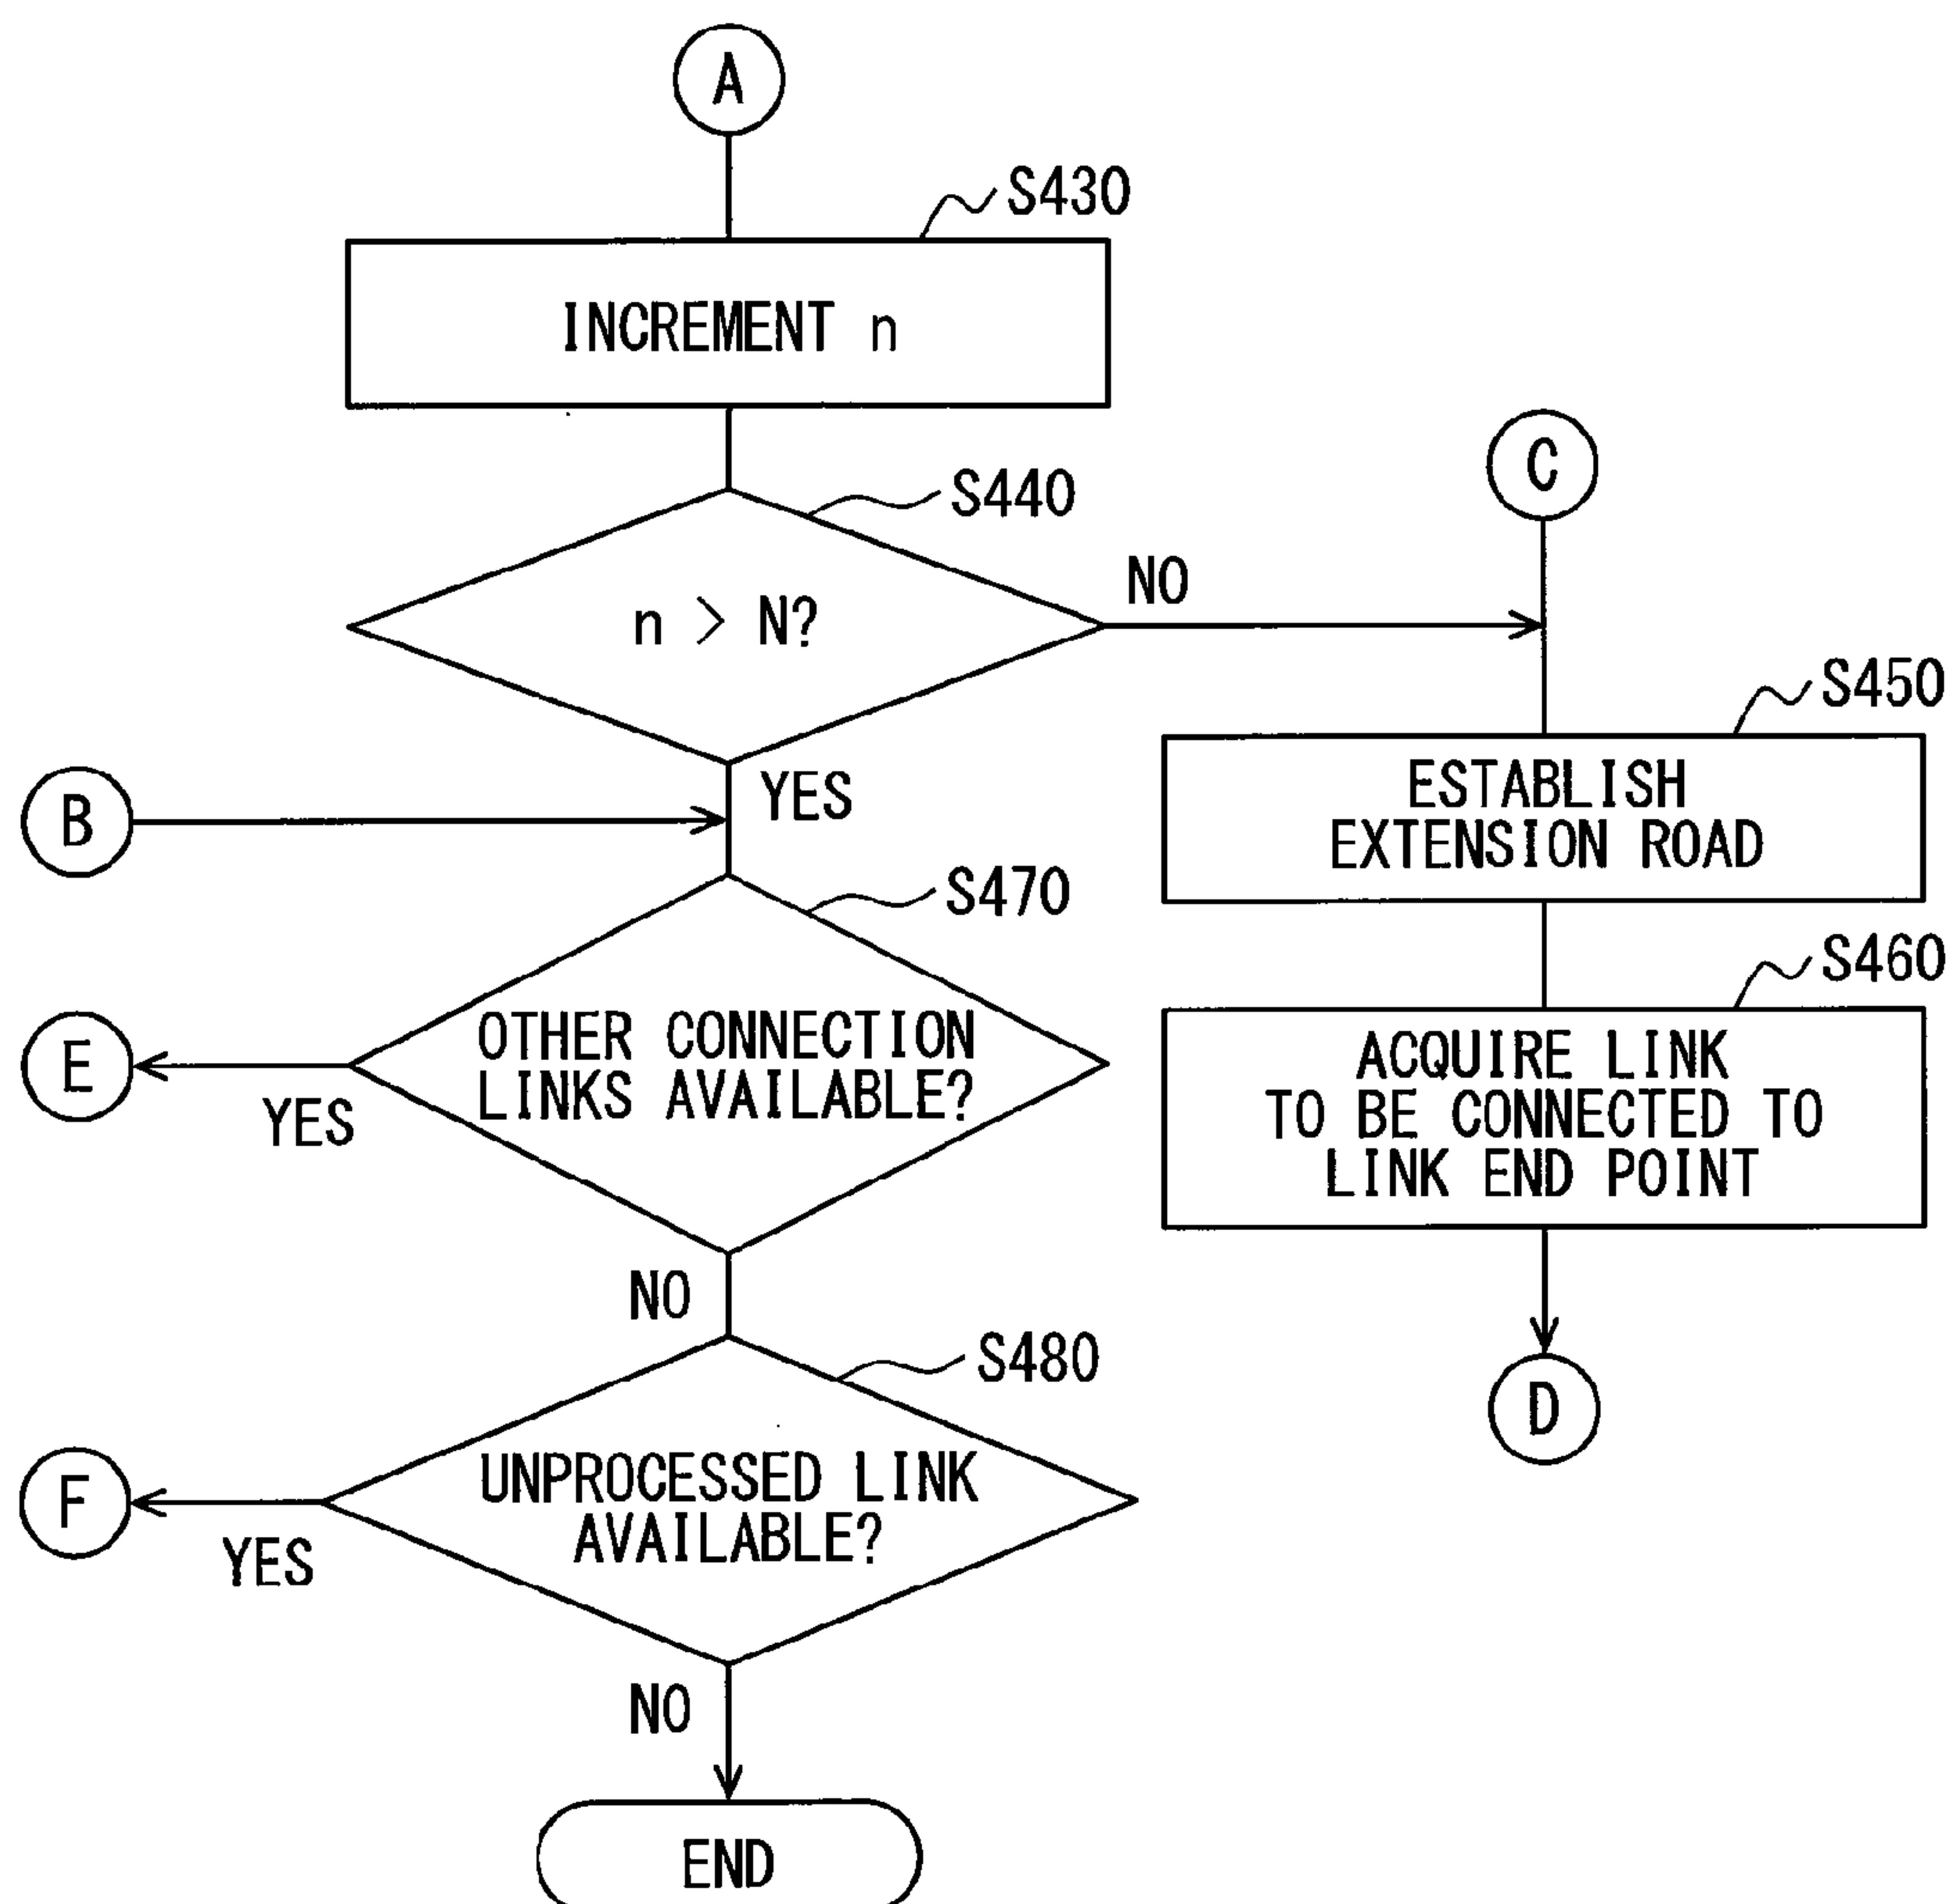 A
S430
INCREMENT n
S440
n > N?
NO
C
YES
B
S450
ESTABLISH
EXTENSION ROAD
S470
OTHER CONNECTION
LINKS AVAILABLE?
E
YES
S460
ACQUIRE LINK
TO BE CONNECTED TO
LINK END POINT
D
NO
S480
UNPROCESSED LINK
AVAILABLE?
F
YES
NO
END